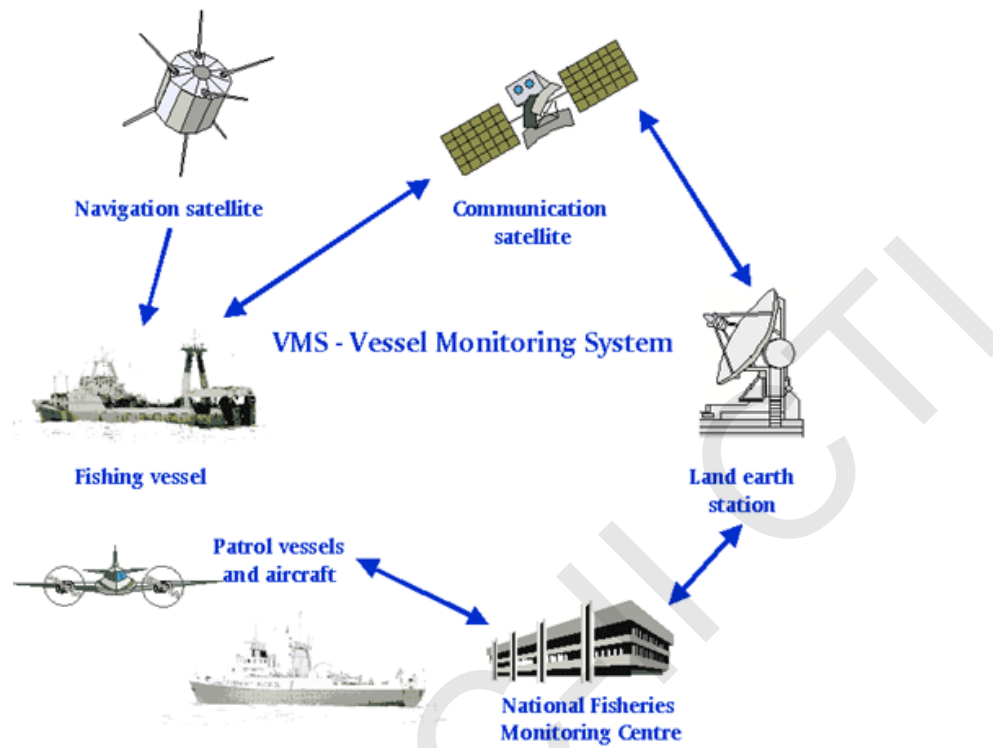 Navigation satellite
Communication
satellite
VMS - Vessel Monitoring System
Fishing vessel
Land earth
station
Patrol vessels
and aircraft
National Fisheries
Monitoring Centre